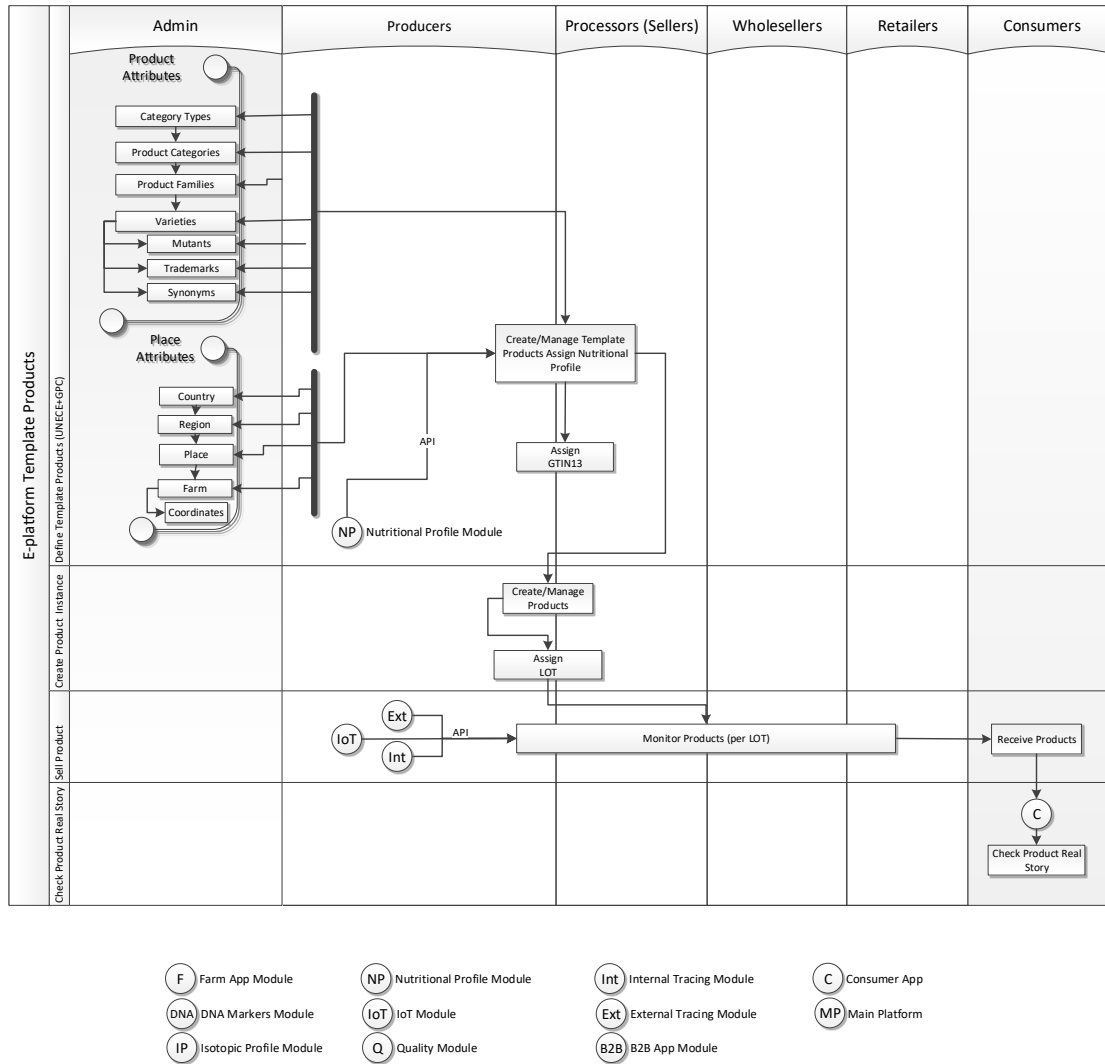 Admin
Producers
Processors (Sellers)
Wholesellers
Retailers
Consumers
E-platform Template Products
Define Template Products (UNECE+GPC)
Product
Attributes
Category Types
Product Categories
Product Families
Varieties
Mutants
Trademarks
Synonyms
Place
Attributes
Country
Region
Place
Farm
Coordinates
Create/Manage Template
Products Assign Nutritional
Profile
API
Assign
GTIN13
NP
Nutritional Profile Module
Create Product Instance
Create/Manage
Products
Assign
LOT
Sell Product
Ext
IoT
Int
API
Monitor Products (per LOT)
Receive Products
Check Product Real Story
C
Check Product Real
Story
F Farm App Module
NP Nutritional Profile Module
Int Internal Tracing Module
C Consumer App
DNA DNA Markers Module
IoT IoT Module
Ext External Tracing Module
MP Main Platform
IP Isotopic Profile Module
Q Quality Module
B2B B2B App Module